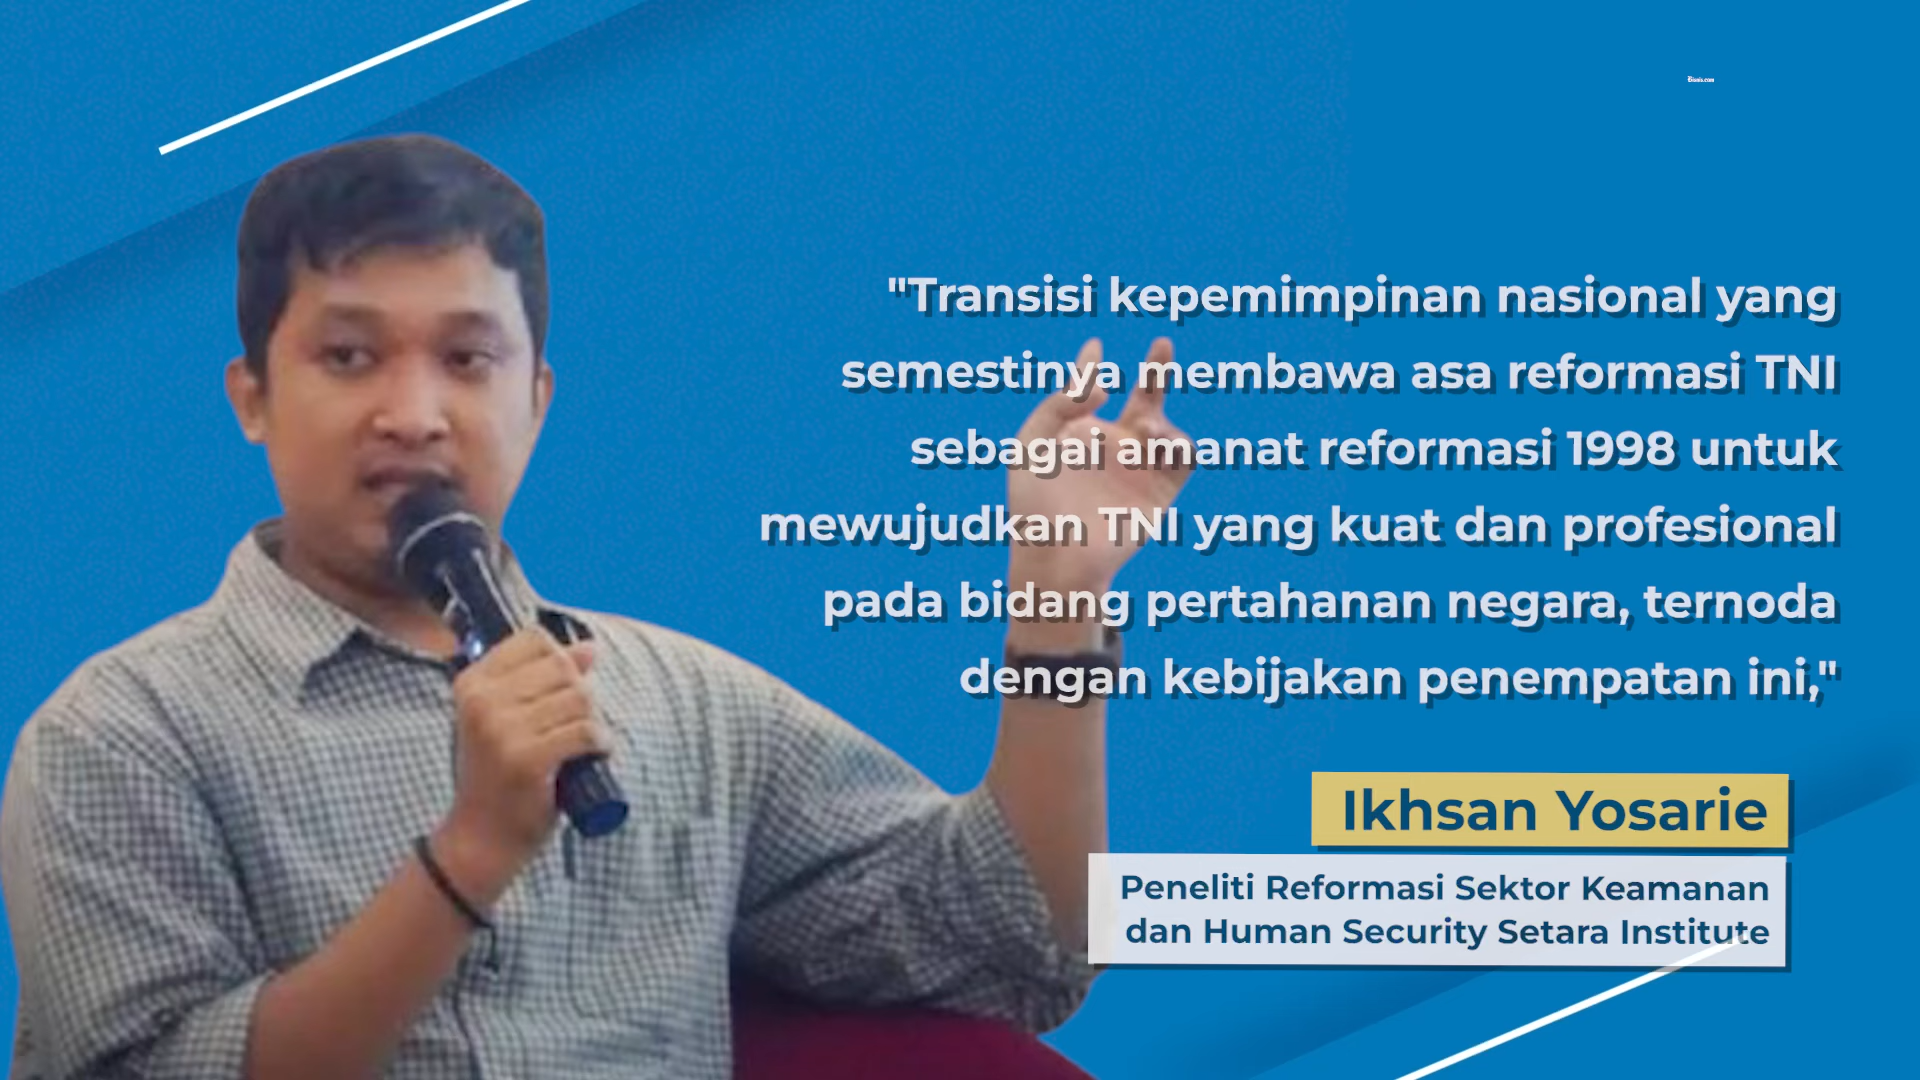 Bisnis.com
"Transisi kepemimpinan nasional yang
semestinya membawa asa reformasi TNI
sebagai amanat reformasi 1998 untuk
mewujudkan TNI yang kuat dan profesional
pada bidang pertahanan negara, ternoda
dengan kebijakan penempatan ini,"
Ikhsan Yosarie
Peneliti Reformasi Sektor Keamanan
dan Human Security Setara Institute